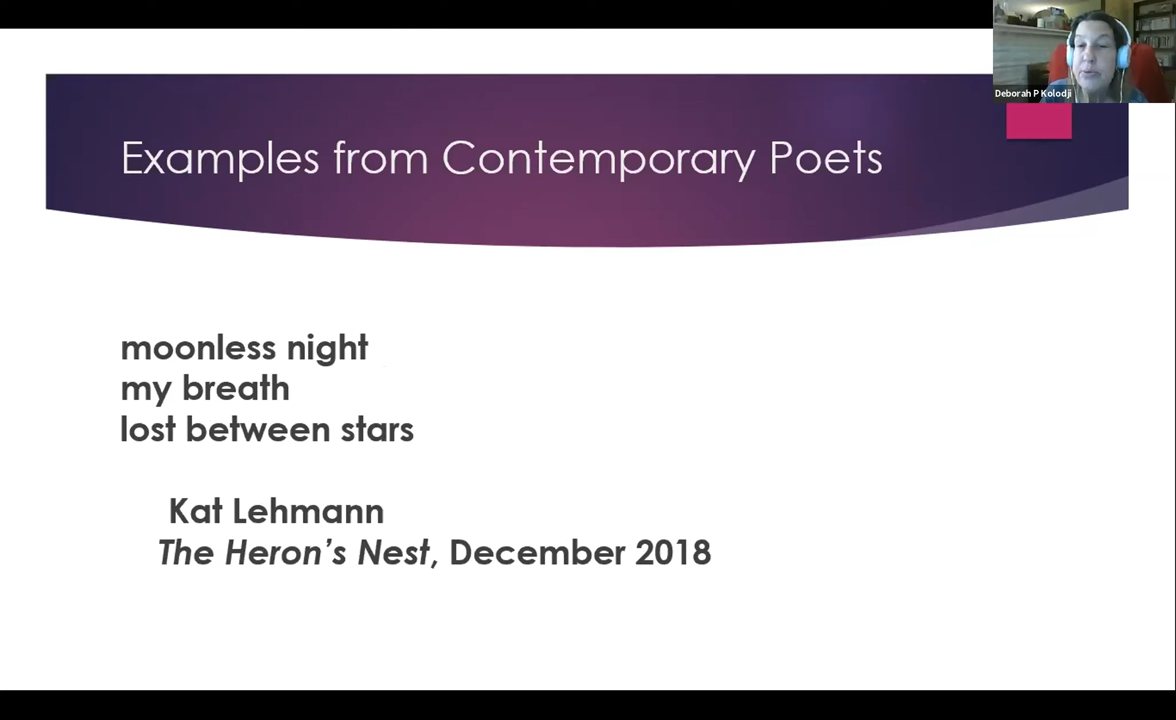 Deborah P Kolodji
Examples from Contemporary Poets
moonless night
my breath
lost between stars
Kat Lehmann
The Heron’s Nest, December 2018